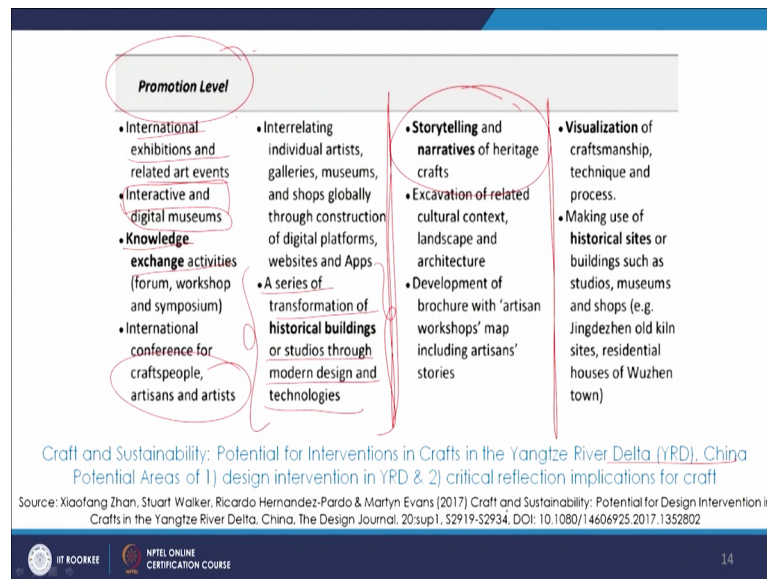 Promotion Level
•International
exhibitions and
related art events
•Interactive and
digital museums
•Knowledge
exchange activities
(forum, workshop
and symposium)
•International
conference for
craftspeople,
artisans and artists
•Interrelating
individual artists,
galleries, museums,
and shops globally
through construction
of digital platforms,
websites and Apps
•A series of
transformation of
historical buildings
or studios through
modern design and
technologies
•Storytelling and
narratives of heritage
crafts
•Excavation of related
cultural context,
landscape and
architecture
•Development of
brochure with 'artisan
workshops' map
including artisans'
stories
•Visualization of
craftsmanship,
technique and
process.
•Making use of
historical sites or
buildings such as
studios, museums
and shops (e.g.
Jingdezhen old kiln
sites, residential
houses of Wuzhen
town)
Craft and Sustainability: Potential for Interventions in Crafts in the Yangtze River Delta (YRD), China
Potential Areas of 1) design intervention in YRD & 2) critical reflection implications for craft
Source: Xiaofang Zhan, Stuart Walker, Ricardo Hernandez-Pardo & Martyn Evans (2017) Craft and Sustainability: Potential for Design Intervention in
Crafts in the Yangtze River Delta, China, The Design Journal, 20:sup1, S2919-S2934, DOI: 10.1080/14606925.2017.1352802
IIT ROORKEE
NPTEL ONLINE
CERTIFICATION COURSE
14